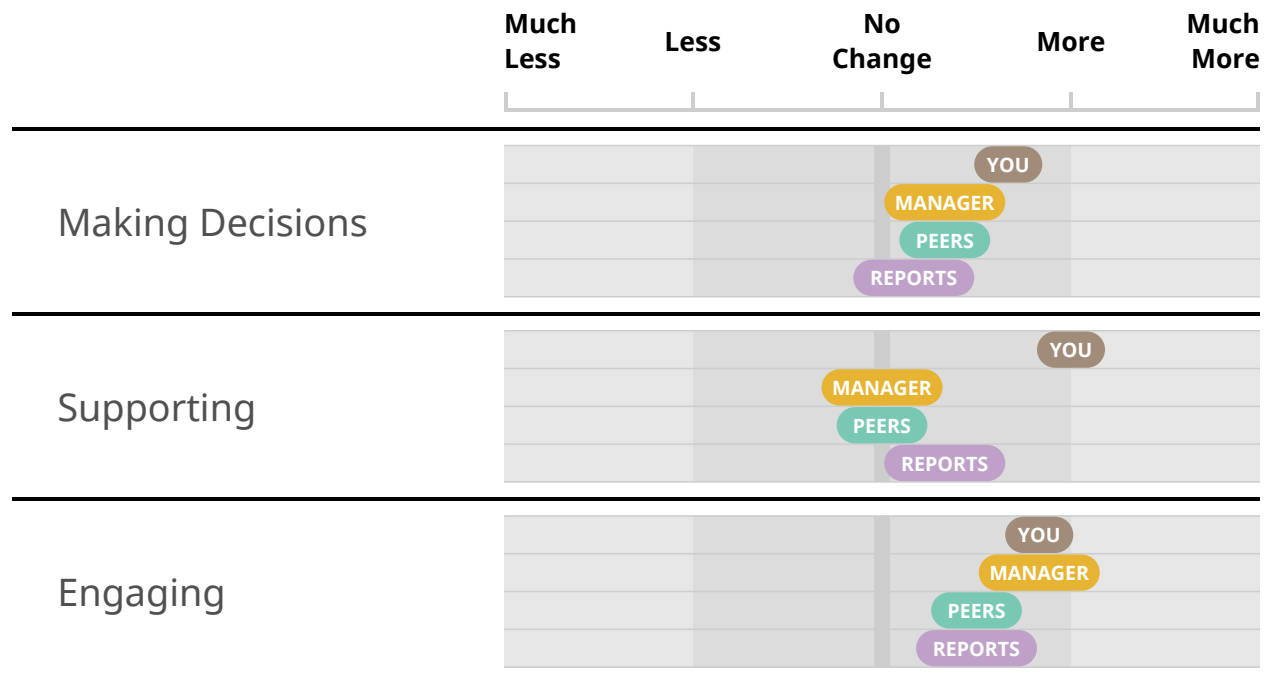 Much
Less
Less
No
Change
More
Much
More
Making Decisions
YOU
MANAGER
PEERS
REPORTS
Supporting
YOU
MANAGER
PEERS
REPORTS
Engaging
YOU
MANAGER
PEERS
REPORTS